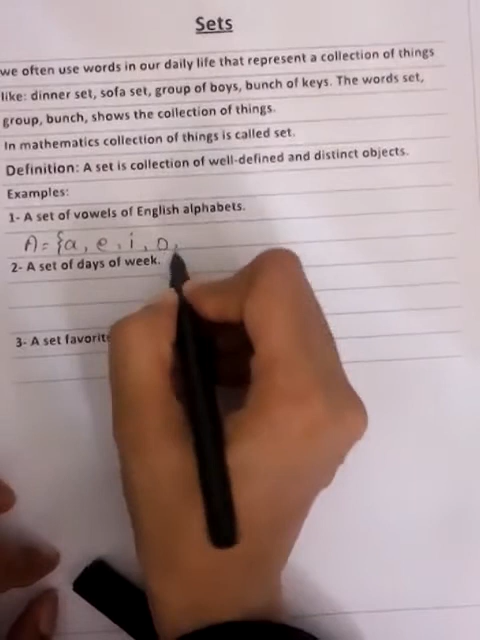 Sets
we often use words in our daily life that represent a collection of things
like: dinner set, sofa set, group of boys, bunch of keys. The words set,
group, bunch, shows the collection of things.
In mathematics collection of things is called set.
Definition: A set is collection of well-defined and distinct objects.
Examples:
1- A set of vowels of English alphabets.
A={a, e, i, o,
2- A set of days of week.
3- A set favorite